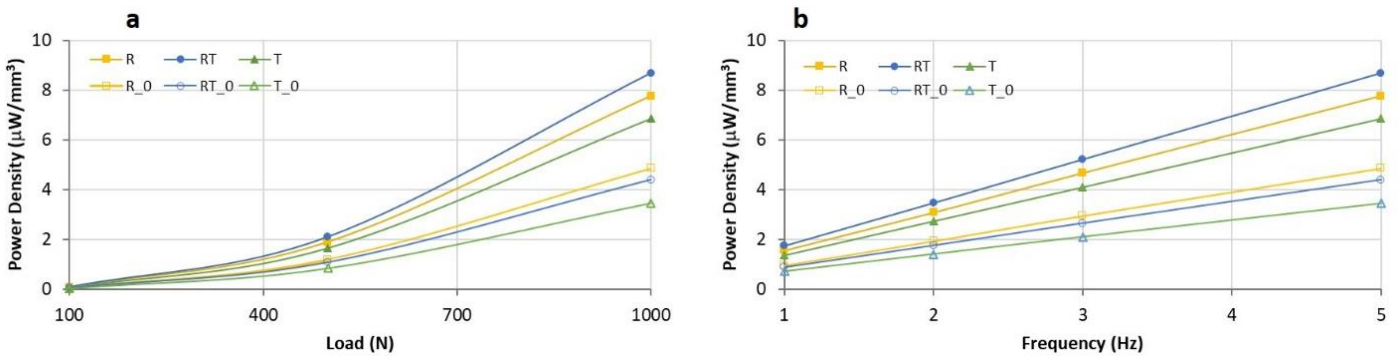 a
Power Density (μW/mm³)
10
8
6
4
2
0
R RT T
R_0 RT_0 T_0
100 400 700 1000
Load (N)
b
Power Density (μW/mm³)
10
8
6
4
2
0
R RT T
R_0 RT_0 T_0
1 2 3 4 5
Frequency (Hz)